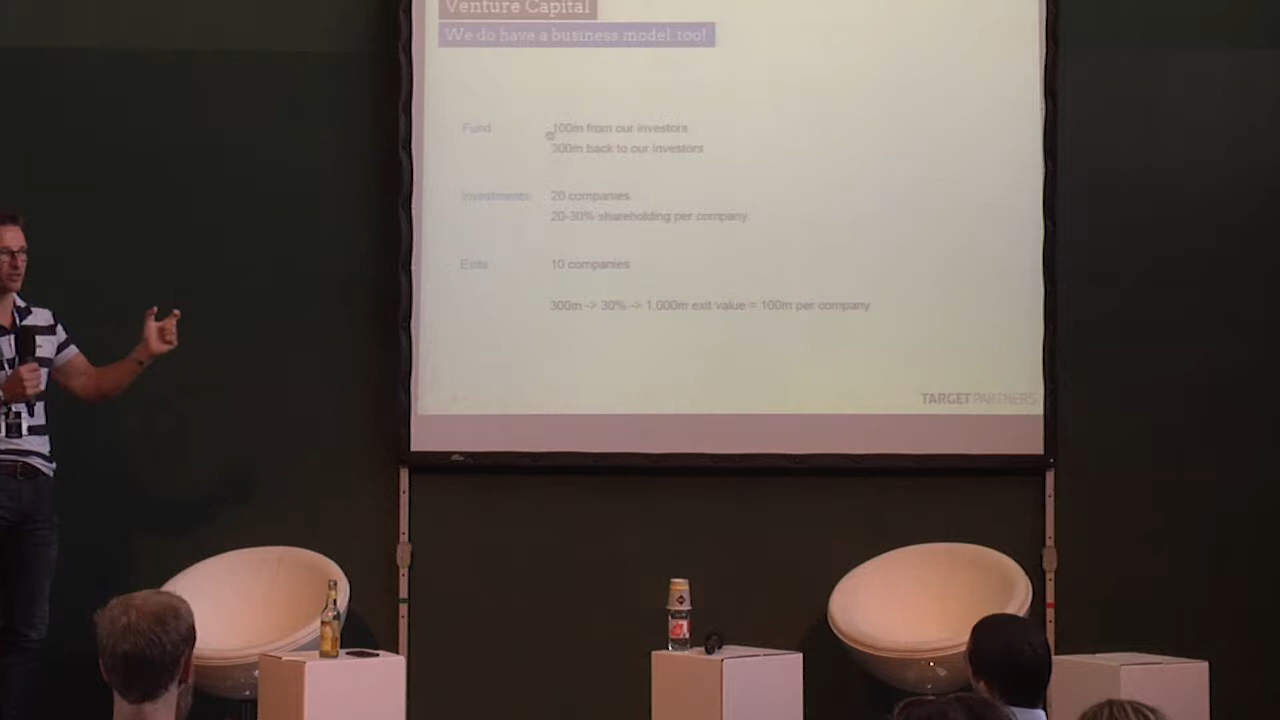 Venture Capital
We do have a business model, too!
Fund
100m from our investors
300m back to our investors
Investments
20 companies
20-30% shareholding per company
Exits
10 companies
300m -> 30% -> 1,000m exit value = 100m per company
TARGET PARTNERS